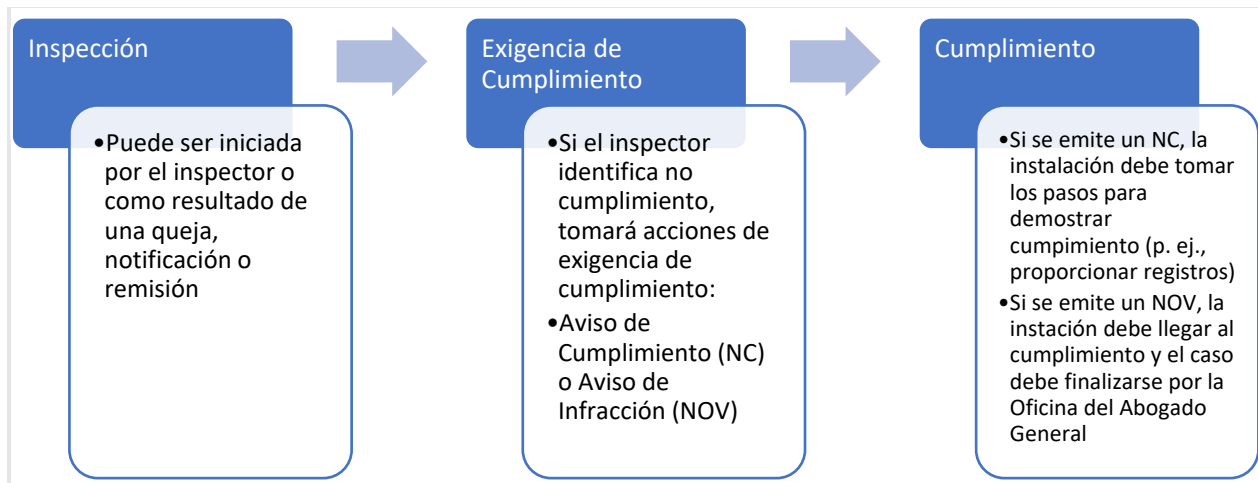 Inspección
•Puede ser iniciada
por el inspector o
como resultado de
una queja,
notificación o
remisión
Exigencia de
Cumplimiento
•Si el inspector
identifica no
cumplimiento,
tomará acciones de
exigencia de
cumplimiento:
•Aviso de
Cumplimiento (NC)
o Aviso de
Infracción (NOV)
Cumplimiento
•Si se emite un NC, la
instalación debe tomar
los pasos para
demostrar
cumpimiento (p. ej.,
proporcionar registros)
•Si se emite un NOV, la
instación debe llegar al
cumplimiento y el caso
debe finalizarse por la
Oficina del Abogado
General